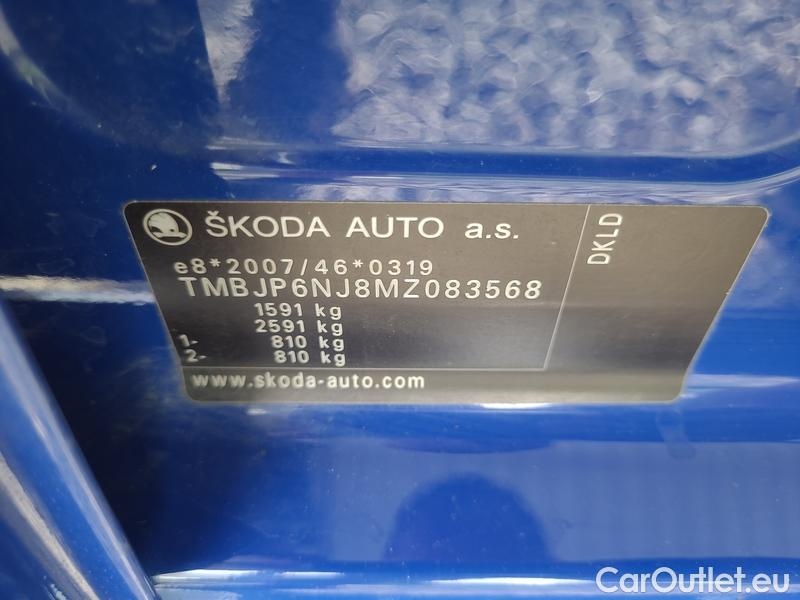 ŠKODA AUTO a.s.
e8*2007/46*0319
TMBJP6NJ8MZ083568
1591 kg
2591 kg
1- 810 kg
2- 810 kg
www.skoda-auto.com
DKLD
CarOutlet.eu